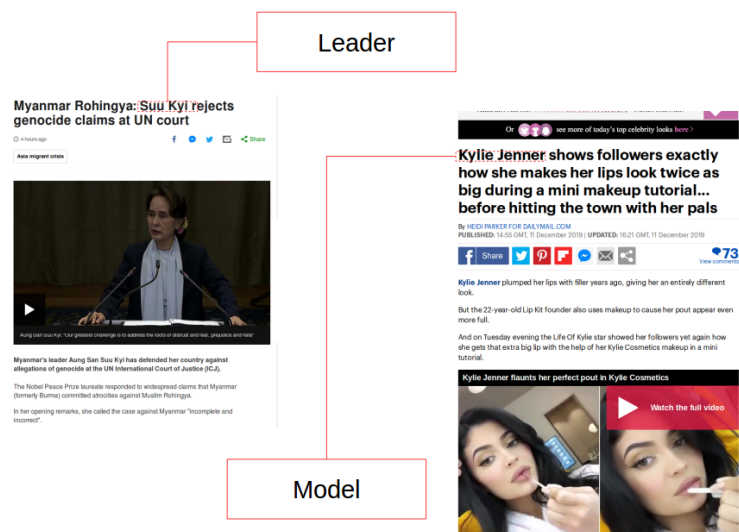 Leader
Myanmar Rohingya: Suu Kyi rejects
genocide claims at UN court
4 hours ago
Share
Asia migrant crisis
Aung San Suu Kyi: "Our greatest challenge is to address the roots of distrust and fear, prejudice and hate"
Myanmar's leader Aung San Suu Kyi has defended her country against
allegations of genocide at the UN International Court of Justice (ICJ).
The Nobel Peace Prize laureate responded to widespread claims that Myanmar
(formerly Burma) committed atrocities against Muslim Rohingya.
In her opening remarks, she called the case against Myanmar "incomplete and
incorrect".
Or see more of today's top celebrity looks here >
Kylie Jenner shows followers exactly
how she makes her lips look twice as
big during a mini makeup tutorial...
before hitting the town with her pals
By HEIDI PARKER FOR DAILYMAIL.COM
PUBLISHED: 14:55 GMT, 11 December 2019 | UPDATED: 16:21 GMT, 11 December 2019
Share
73
View comments
Kylie Jenner plumped her lips with filler years ago, giving her an entirely different
look.
But the 22-year-old Lip Kit founder also uses makeup to cause her pout appear even
more full.
And on Tuesday evening the Life Of Kylie star showed her followers yet again how
she gets that extra big lip with the help of her Kylie Cosmetics makeup in a mini
tutorial.
Kylie Jenner flaunts her perfect pout in Kylie Cosmetics
Watch the full video
Model